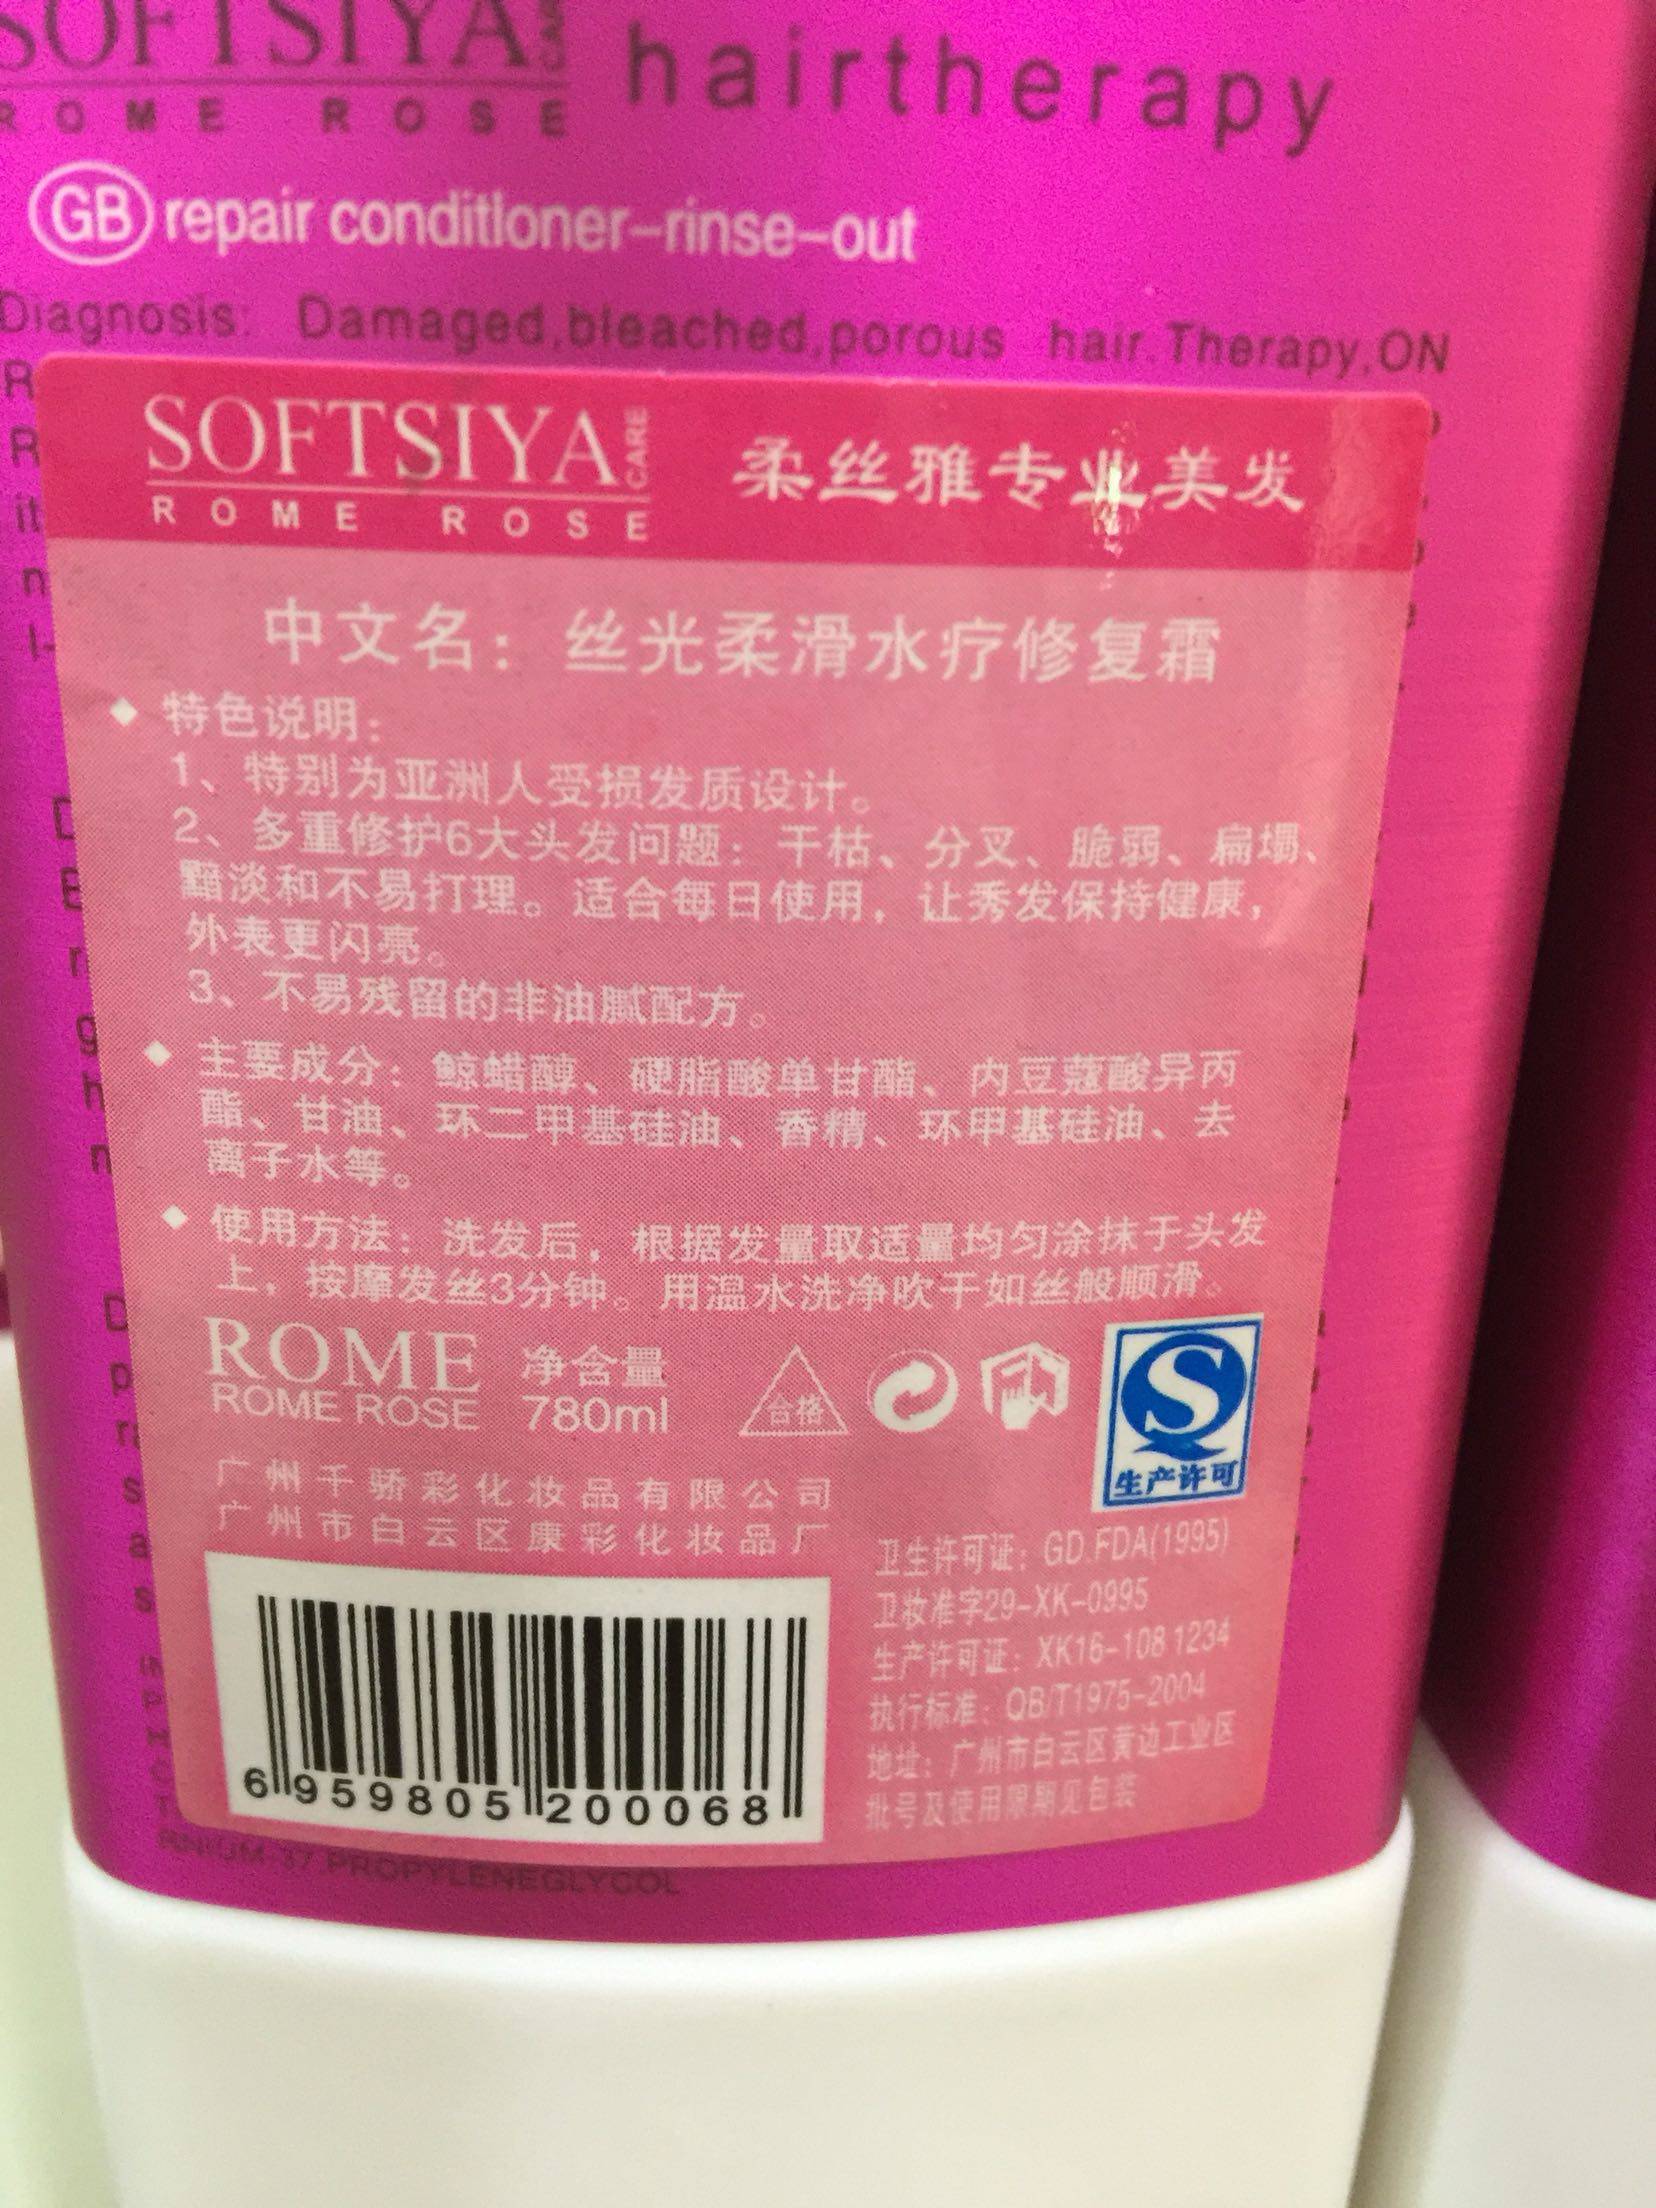 SOFTSIYA CARE
ROME ROSE
hairtherapy
GB repair conditioner-rinse-out
Diagnosis: Damaged,bleached,porous hair.Therapy,ON
SOFTSIYA CARE
ROME ROSE
柔丝雅专业美发
中文名：丝光柔滑水疗修复霜
◆ 特色说明：
1、特别为亚洲人受损发质设计。
2、多重修护6大头发问题：干枯、分叉、脆弱、扁塌、
黯淡和不易打理。适合每日使用，让秀发保持健康，
外表更闪亮。
3、不易残留的非油腻配方。
◆ 主要成分：鲸蜡醇、硬脂酸单甘酯、内豆蔻酸异丙
酯、甘油、环二甲基硅油、香精、环甲基硅油、去
离子水等。
◆ 使用方法：洗发后，根据发量取适量均匀涂抹于头发
上，按摩发丝3分钟。用温水洗净吹干如丝般顺滑。
ROME
ROME ROSE
净含量
780ml
合格
生产许可
广州千骄彩化妆品有限公司
广州市白云区康彩化妆品厂
卫生许可证：GD.FDA(1995)
卫妆准字29-XK-0995
生产许可证：XK16-108 1234
执行标准：QB/T1975-2004
地址：广州市白云区黄边工业区
批号及使用限期见包装
6 959805 200068
RNIUM-37.PROPYLENEGLYCOL